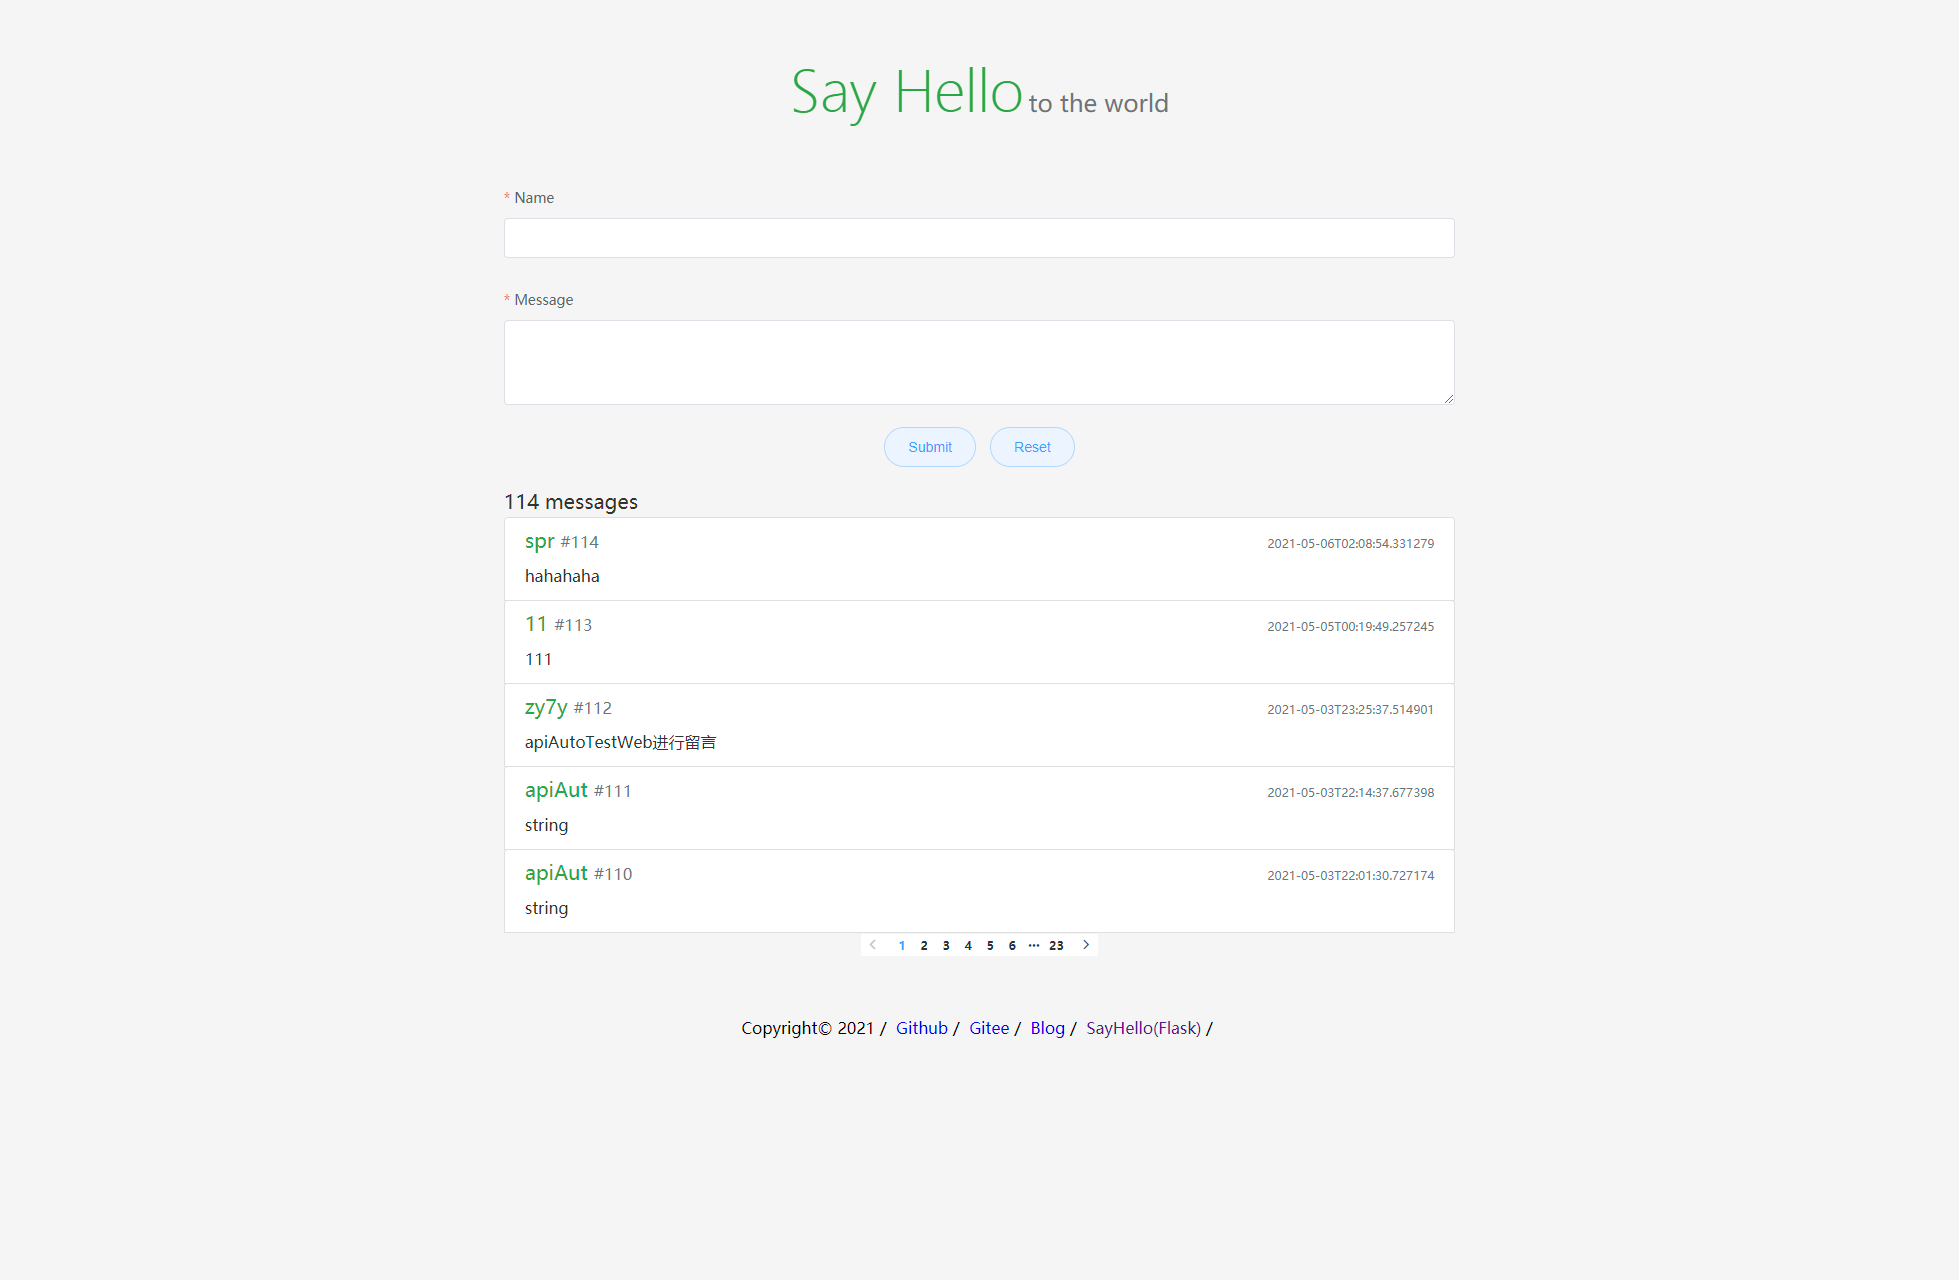 Say Hello to the world
* Name
* Message
Submit Reset
114 messages
spr #114 2021-05-06T02:08:54.331279
hahahaha
11 #113 2021-05-05T00:19:49.257245
111
zy7y #112 2021-05-03T23:25:37.514901
apiAutoTestWeb进行留言
apiAut #111 2021-05-03T22:14:37.677398
string
apiAut #110 2021-05-03T22:01:30.727174
string
1 2 3 4 5 6 ··· 23
Copyright© 2021 / Github / Gitee / Blog / SayHello(Flask) /